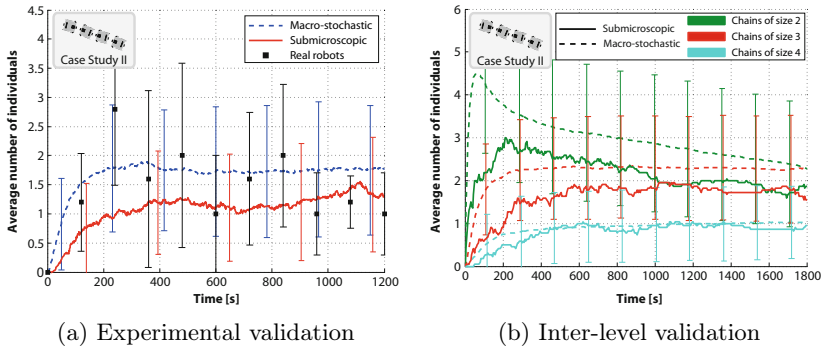 Case Study II
Macro-stochastic
Submicroscopic
Real robots
Average number of individuals
5
4.5
4
3.5
3
2.5
2
1.5
1
0.5
0
0 200 400 600 800 1000 1200
Time [s]
(a) Experimental validation
Case Study II
Submicroscopic
Macro-stochastic
Chains of size 2
Chains of size 3
Chains of size 4
Average number of individuals
6
5
4
3
2
1
0
0 200 400 600 800 1000 1200 1400 1600 1800
Time [s]
(b) Inter-level validation